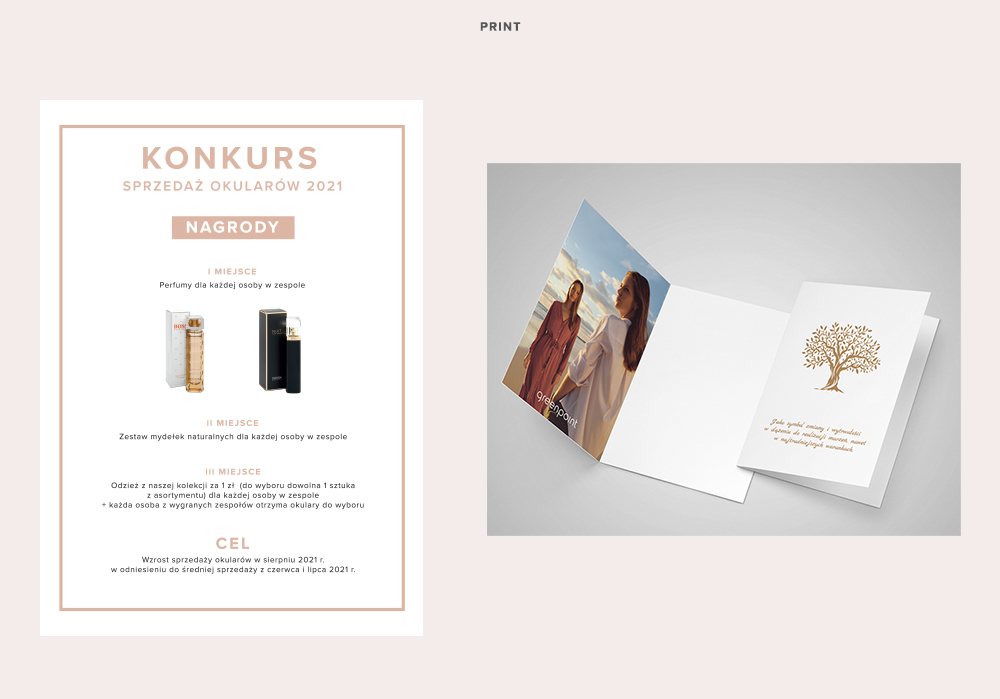 PRINT
KONKURS
SPRZEDAŻ OKULARÓW 2021
NAGRODY
I MIEJSCE
Perfumy dla każdej osoby w zespole
BOSS
II MIEJSCE
Zestaw mydełek naturalnych dla każdej osoby w zespole
III MIEJSCE
Odzież z naszej kolekcji za 1 zł (do wyboru dowolna 1 sztuka
z asortymentu) dla każdej osoby w zespole
+ każda osoba z wygranych zespołów otrzyma okulary do wyboru
CEL
Wzrost sprzedaży okularów w sierpniu 2021 r.
w odniesieniu do średniej sprzedaży z czerwca i lipca 2021 r.
greenpoint
Jako symbol zmiany i wytrwałości
w dążeniu do realizacji marzeń, nawet
w najtrudniejszych warunkach